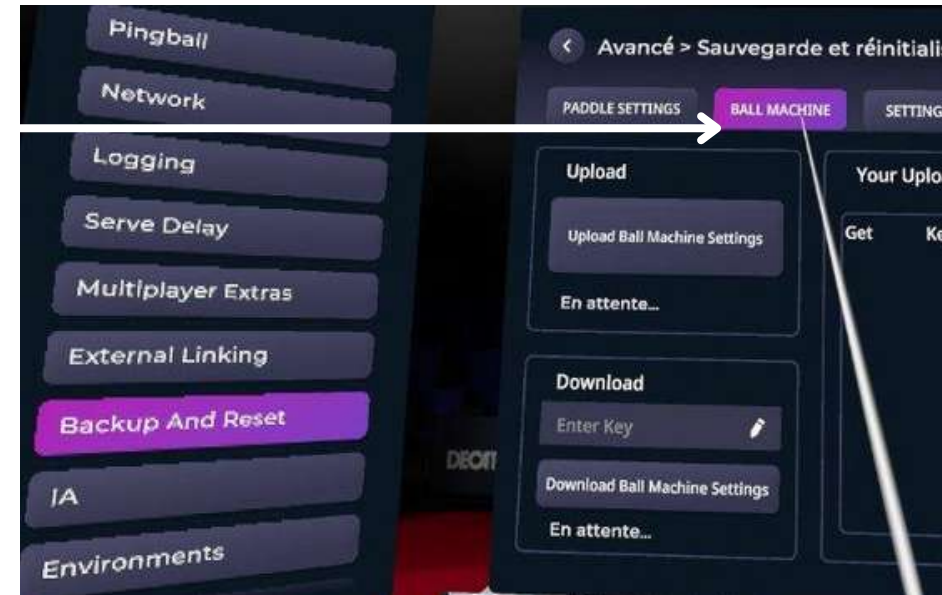 Pingball
Network
Logging
Serve Delay
Multiplayer Extras
External Linking
Backup And Reset
IA
Environments
Avancé > Sauvegarde et réinitialis
PADDLE SETTINGS
BALL MACHINE
SETTING
Upload
Upload Ball Machine Settings
En attente...
Download
Enter Key
Download Ball Machine Settings
En attente...
Your Uplo
Get Ke